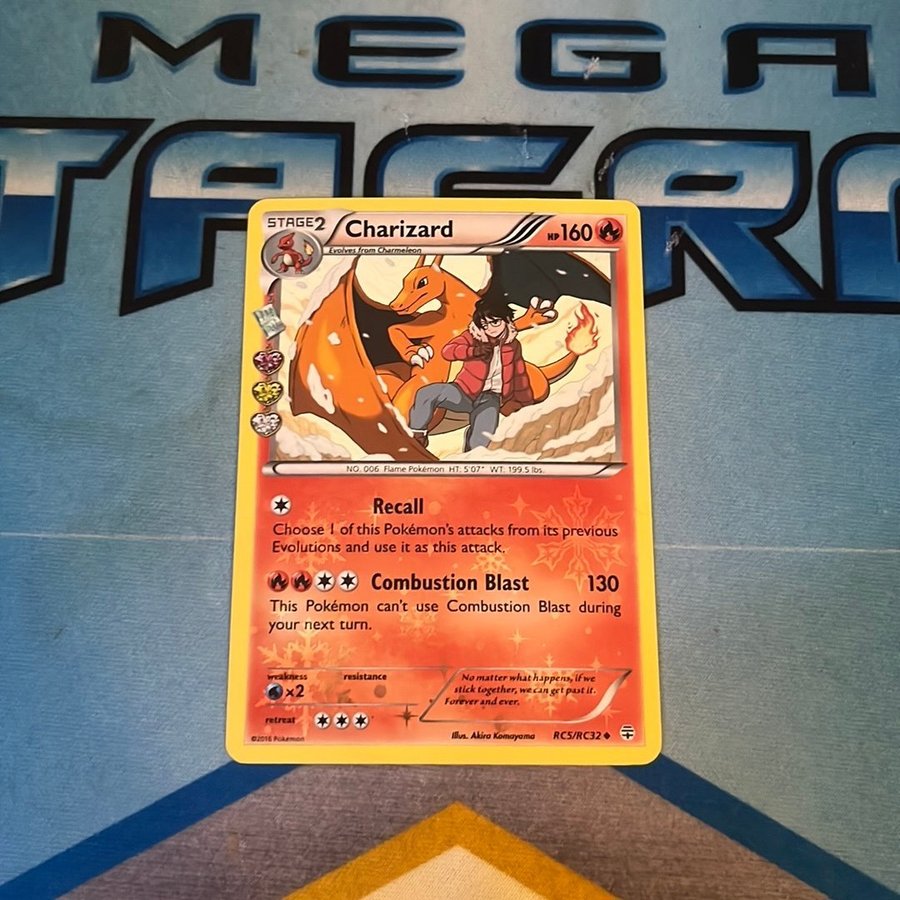 MEGA
STAGE2 Charizard HP160
Evolves from Charmeleon
NO. 006 Flame Pokémon HT: 5'07" WT: 199.5 lbs.
Recall
Choose 1 of this Pokémon's attacks from its previous
Evolutions and use it as this attack.
Combustion Blast 130
This Pokémon can't use Combustion Blast during
your next turn.
weakness resistance
x2
retreat
No matter what happens, if we
stick together, we can get past it.
Forever and ever.
©2016 Pokémon
Illus. Akira Komayama RC5/RC32